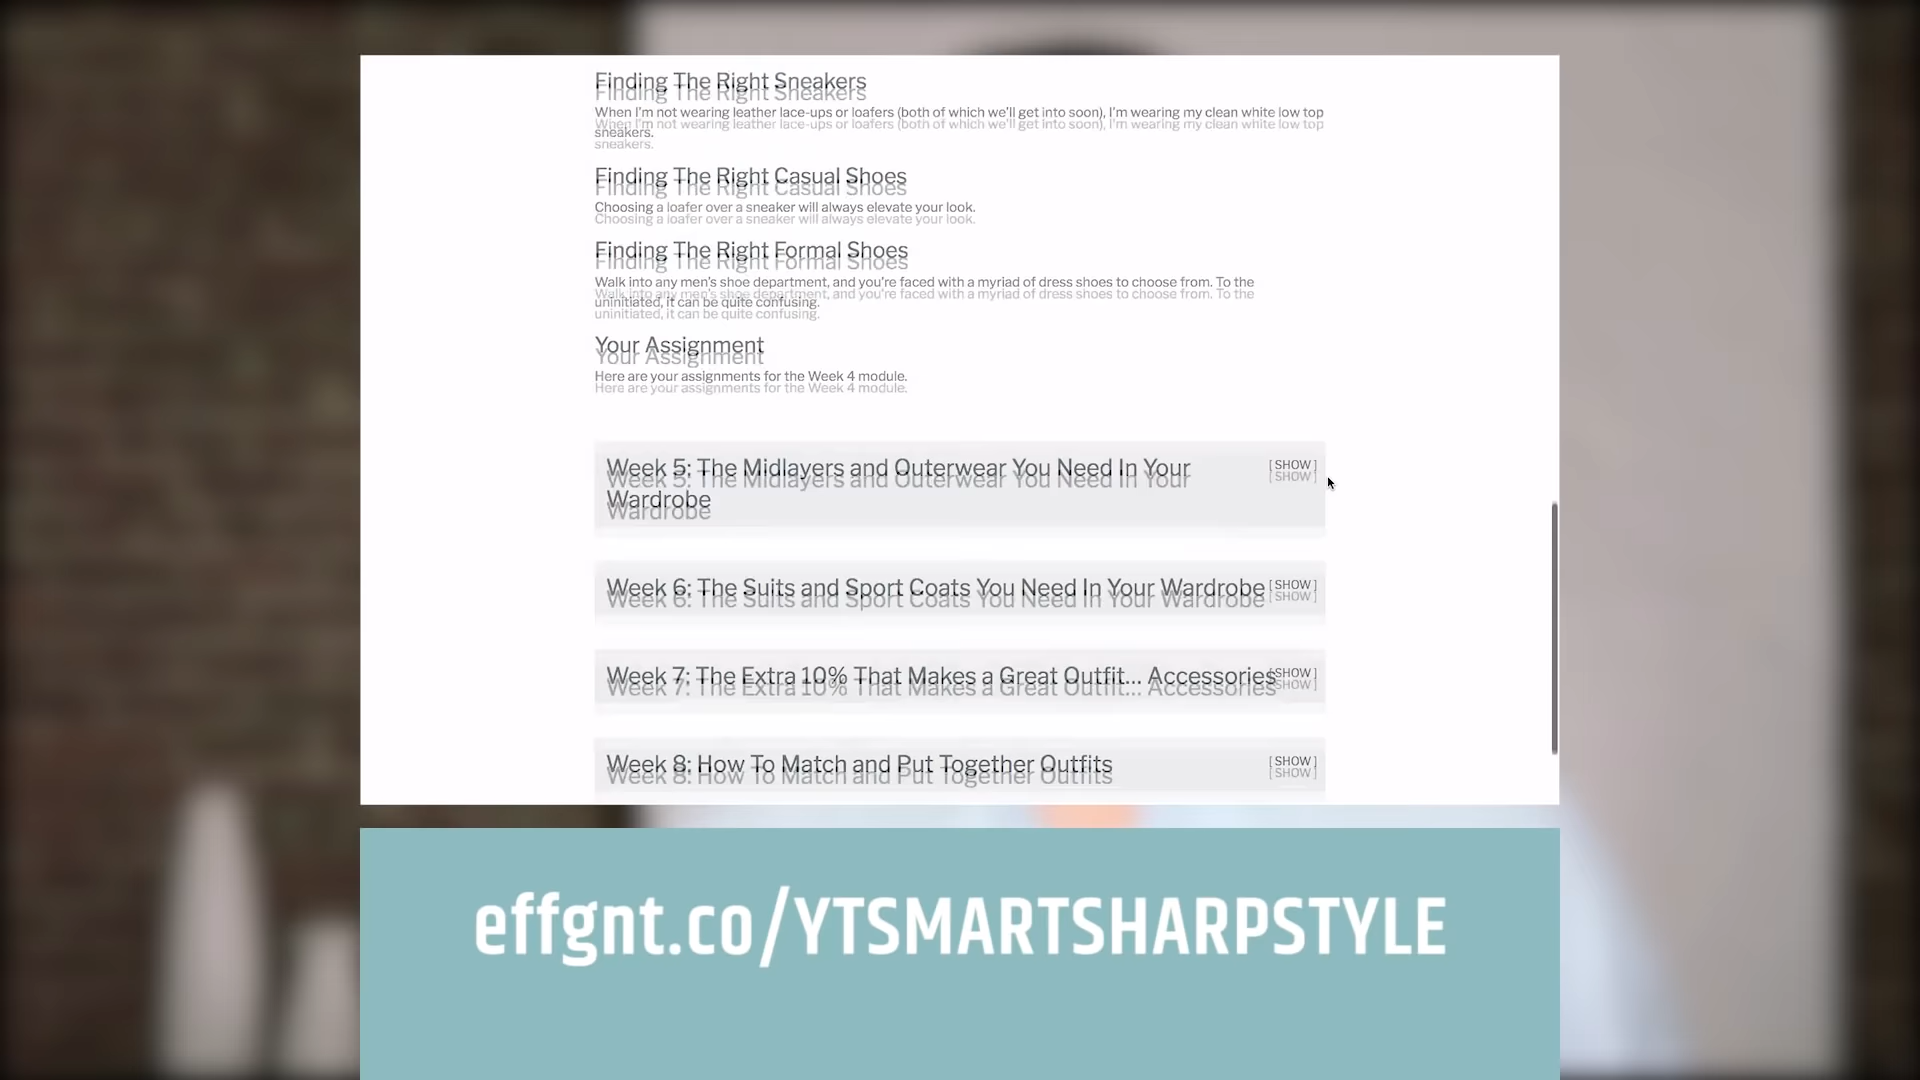 Finding The Right Sneakers
When I'm not wearing leather lace-ups or loafers (both of which we'll get into soon), I'm wearing my clean white low top
sneakers.
Finding The Right Casual Shoes
Choosing a loafer over a sneaker will always elevate your look.
Finding The Right Formal Shoes
Walk into any men's shoe department, and you're faced with a myriad of dress shoes to choose from. To the
uninitiated, it can be quite confusing.
Your Assignment
Here are your assignments for the Week 4 module.
Week 5: The Midlayers and Outerwear You Need In Your
Wardrobe
[ SHOW ]
Week 6: The Suits and Sport Coats You Need In Your Wardrobe
[ SHOW ]
Week 7: The Extra 10% That Makes a Great Outfit... Accessories
[ SHOW ]
Week 8: How To Match and Put Together Outfits
[ SHOW ]
effgnt.co/YTSMARTSHARPSTYLE